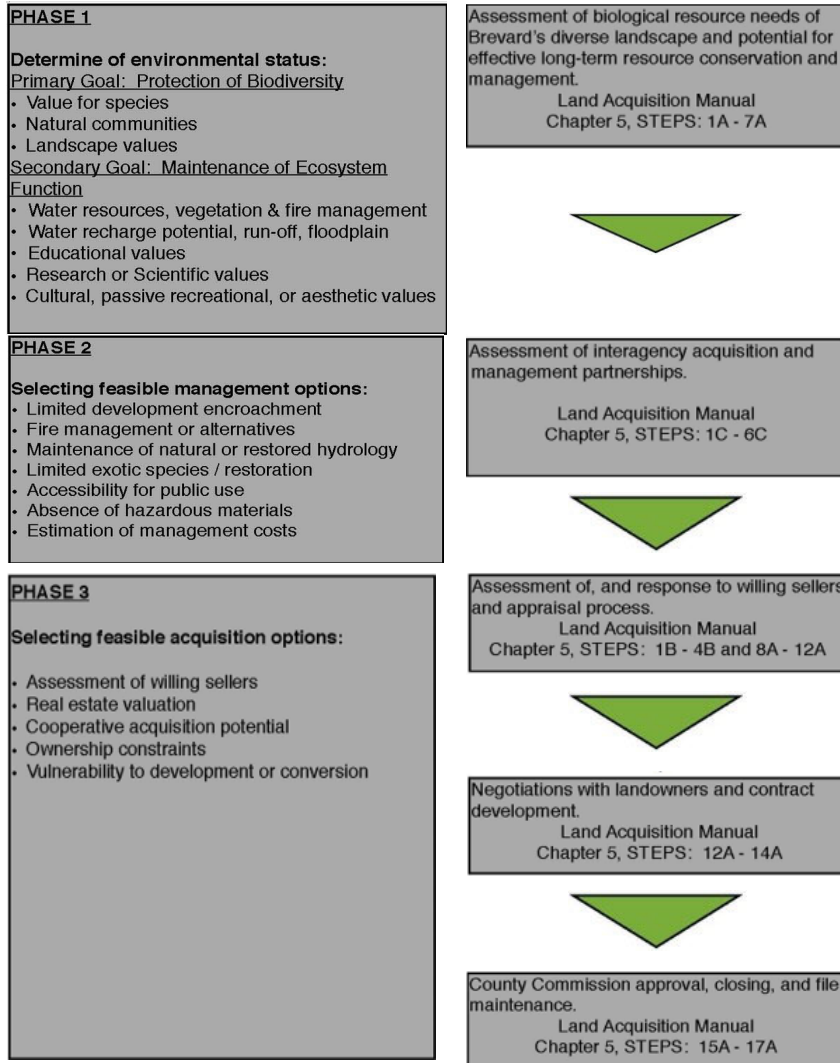 PHASE 1
Determine of environmental status:
Primary Goal: Protection of Biodiversity
• Value for species
• Natural communities
• Landscape values
Secondary Goal: Maintenance of Ecosystem
Function
• Water resources, vegetation & fire management
• Water recharge potential, run-off, floodplain
• Educational values
• Research or Scientific values
• Cultural, passive recreational, or aesthetic values
Assessment of biological resource needs of
Brevard's diverse landscape and potential for
effective long-term resource conservation and
management.
Land Acquisition Manual
Chapter 5, STEPS: 1A - 7A
PHASE 2
Selecting feasible management options:
• Limited development encroachment
• Fire management or alternatives
• Maintenance of natural or restored hydrology
• Limited exotic species / restoration
• Accessibility for public use
• Absence of hazardous materials
• Estimation of management costs
Assessment of interagency acquisition and
management partnerships.
Land Acquisition Manual
Chapter 5, STEPS: 1C - 6C
PHASE 3
Selecting feasible acquisition options:
• Assessment of willing sellers
• Real estate valuation
• Cooperative acquisition potential
• Ownership constraints
• Vulnerability to development or conversion
Assessment of, and response to willing sellers
and appraisal process.
Land Acquisition Manual
Chapter 5, STEPS: 1B - 4B and 8A - 12A
Negotiations with landowners and contract
development.
Land Acquisition Manual
Chapter 5, STEPS: 12A - 14A
County Commission approval, closing, and file
maintenance.
Land Acquisition Manual
Chapter 5, STEPS: 15A - 17A